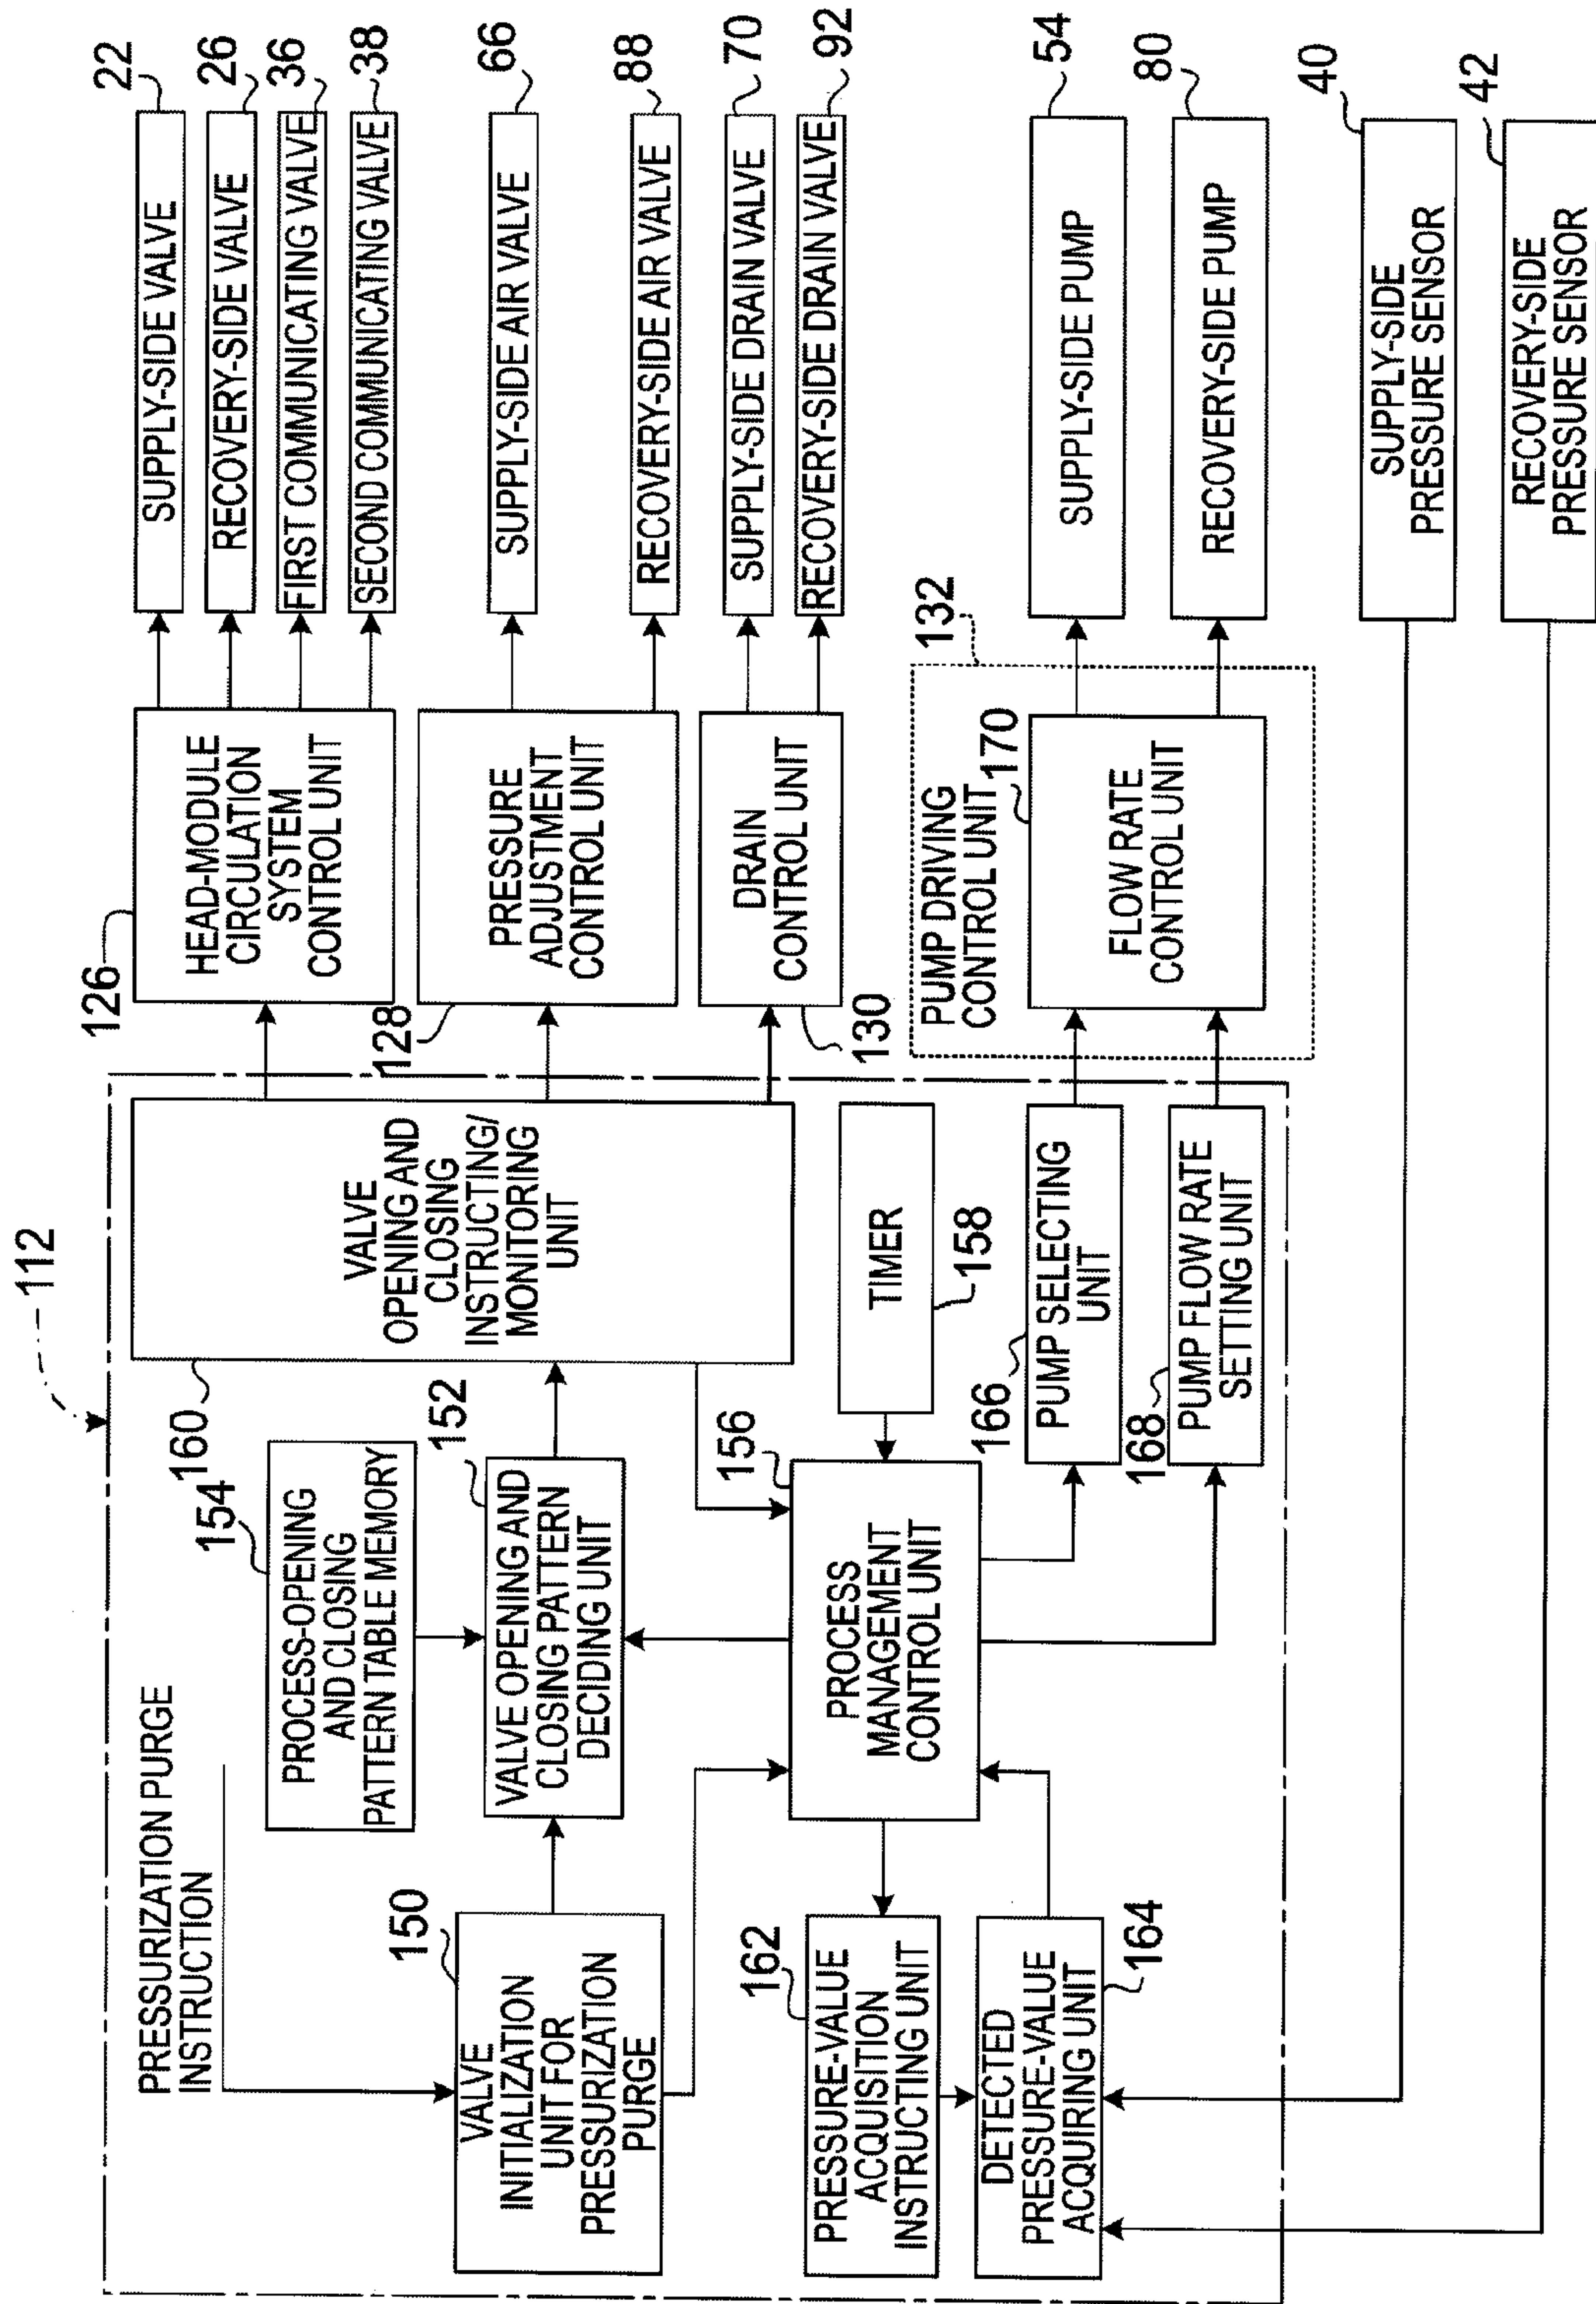 112
PRESSURIZATION PURGE
INSTRUCTION
154
PROCESS-OPENING
AND CLOSING
PATTERN TABLE MEMORY
160
VALVE
OPENING AND
CLOSING
INSTRUCTING/
MONITORING
UNIT
126
HEAD-MODULE
CIRCULATION
SYSTEM
CONTROL UNIT
SUPPLY-SIDE VALVE
22
RECOVERY-SIDE VALVE
26
FIRST COMMUNICATING VALVE
36
SECOND COMMUNICATING VALVE
38
150
VALVE
INITIALIZATION
UNIT FOR
PRESSURIZATION
PURGE
152
VALVE OPENING AND
CLOSING PATTERN
DECIDING UNIT
128
PRESSURE
ADJUSTMENT
CONTROL UNIT
SUPPLY-SIDE AIR VALVE
66
RECOVERY-SIDE AIR VALVE
88
DRAIN
CONTROL UNIT
130
SUPPLY-SIDE DRAIN VALVE
70
RECOVERY-SIDE DRAIN VALVE
92
162
PRESSURE-VALUE
ACQUISITION
INSTRUCTING UNIT
156
PROCESS
MANAGEMENT
CONTROL UNIT
TIMER
158
DETECTED
PRESSURE-VALUE
ACQUIRING UNIT
164
166
PUMP SELECTING
UNIT
168
PUMP FLOW RATE
SETTING UNIT
PUMP DRIVING
CONTROL UNIT
132
170
FLOW RATE
CONTROL UNIT
SUPPLY-SIDE PUMP
54
RECOVERY-SIDE PUMP
80
SUPPLY-SIDE
PRESSURE SENSOR
40
RECOVERY-SIDE
PRESSURE SENSOR
42